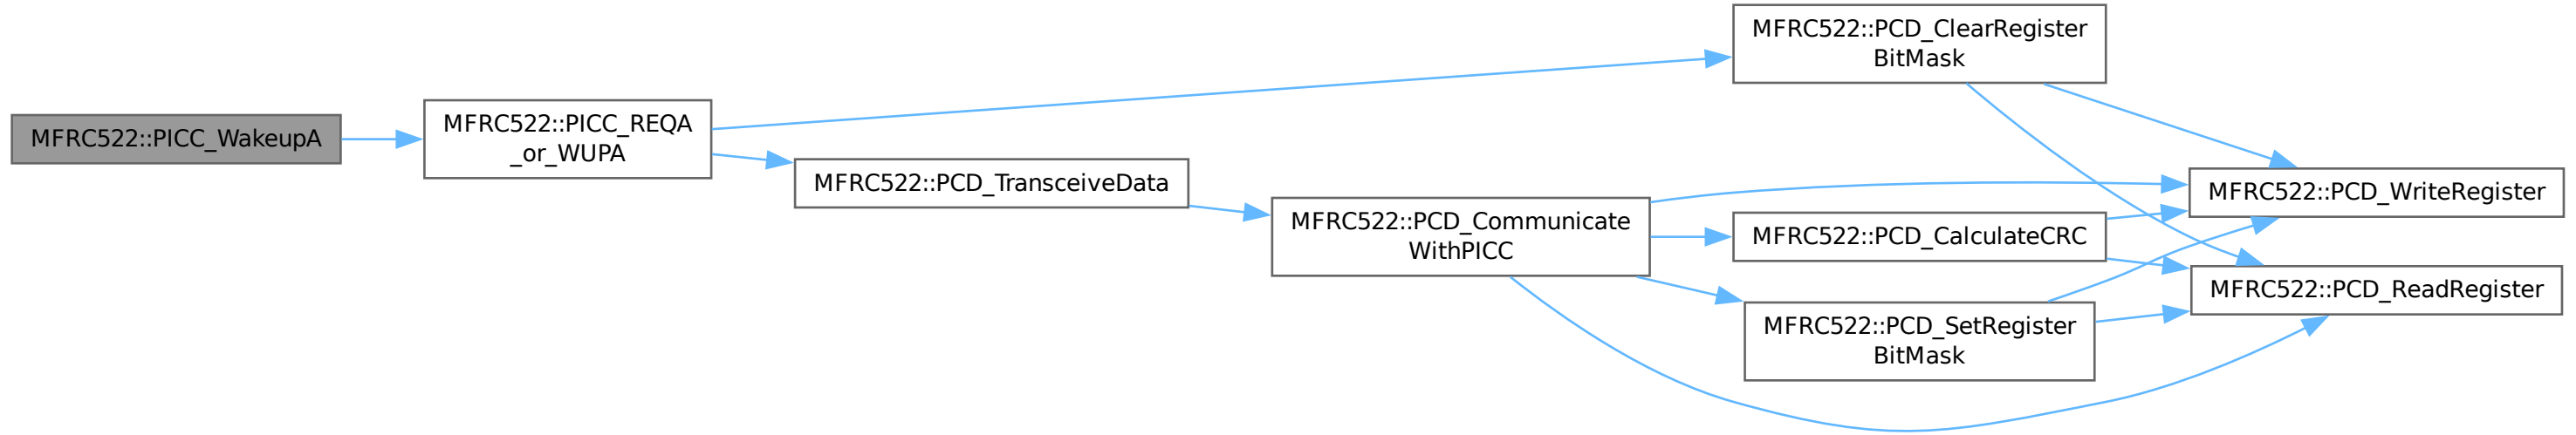 MFRC522::PICC_WakeupA
MFRC522::PICC_REQA
_or_WUPA
MFRC522::PCD_TransceiveData
MFRC522::PCD_Communicate
WithPICC
MFRC522::PCD_ClearRegister
BitMask
MFRC522::PCD_CalculateCRC
MFRC522::PCD_SetRegister
BitMask
MFRC522::PCD_WriteRegister
MFRC522::PCD_ReadRegister